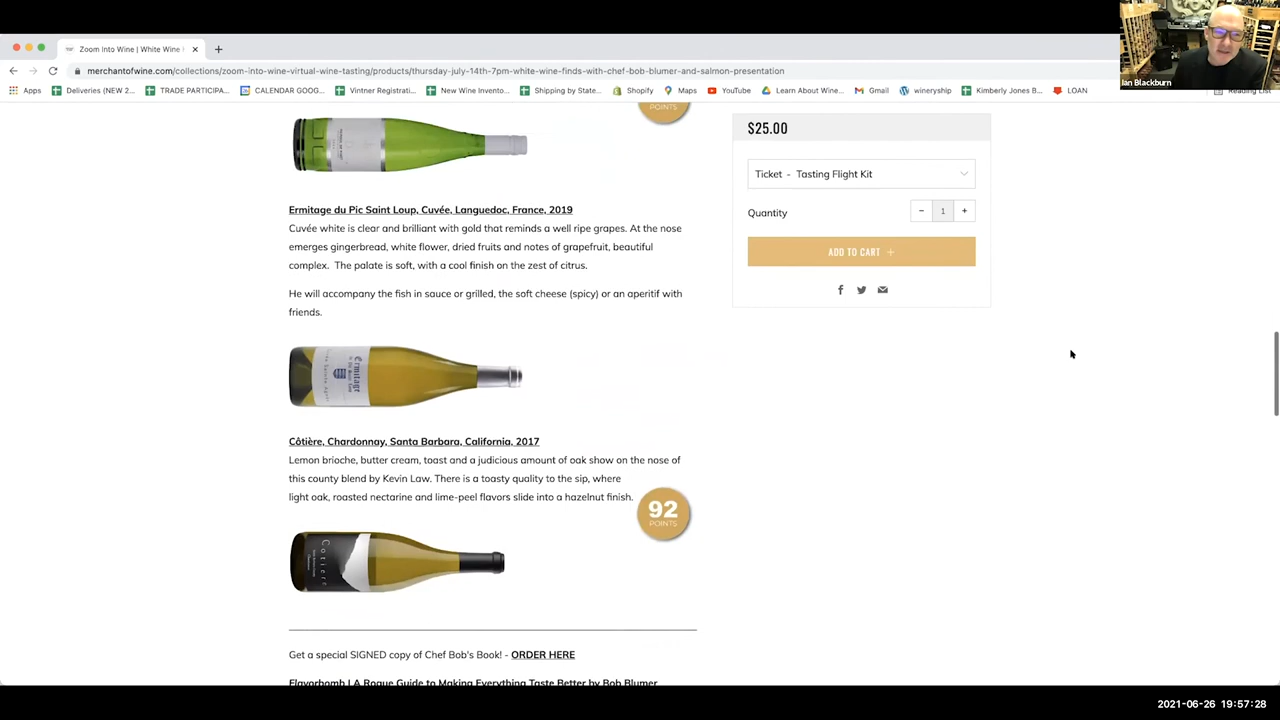 Zoom Into Wine | White Wine
Ian Blackburn
merchantofwine.com/collections/zoom-into-wine-virtual-wine-tasting/products/thursday-july-14th-7pm-white-wine-finds-with-chef-bob-blumer-and-salmon-presentation
Apps
Deliveries (NEW 2...
TRADE PARTICIPA...
CALENDAR GOOG...
Vintner Registrati...
New Wine Invento...
Shipping by State...
Shopify
Maps
YouTube
Learn About Wine...
Gmail
wineryship
Kimberly Jones B...
LOAN
Reading List
POINTS
$25.00
Ticket - Tasting Flight Kit
Quantity
− 1 +
ADD TO CART +
Ermitage du Pic Saint Loup, Cuvée, Languedoc, France, 2019
Cuvée white is clear and brilliant with gold that reminds a well ripe grapes. At the nose
emerges gingerbread, white flower, dried fruits and notes of grapefruit, beautiful
complex. The palate is soft, with a cool finish on the zest of citrus.
He will accompany the fish in sauce or grilled, the soft cheese (spicy) or an aperitif with
friends.
Ermitage
Côtière, Chardonnay, Santa Barbara, California, 2017
Lemon brioche, butter cream, toast and a judicious amount of oak show on the nose of
this county blend by Kevin Law. There is a toasty quality to the sip, where
light oak, roasted nectarine and lime-peel flavors slide into a hazelnut finish.
92
POINTS
Cotiere
Get a special SIGNED copy of Chef Bob's Book! - ORDER HERE
Flavorbomb | A Rogue Guide to Making Everything Taste Better by Bob Blumer
2021-06-26 19:57:28